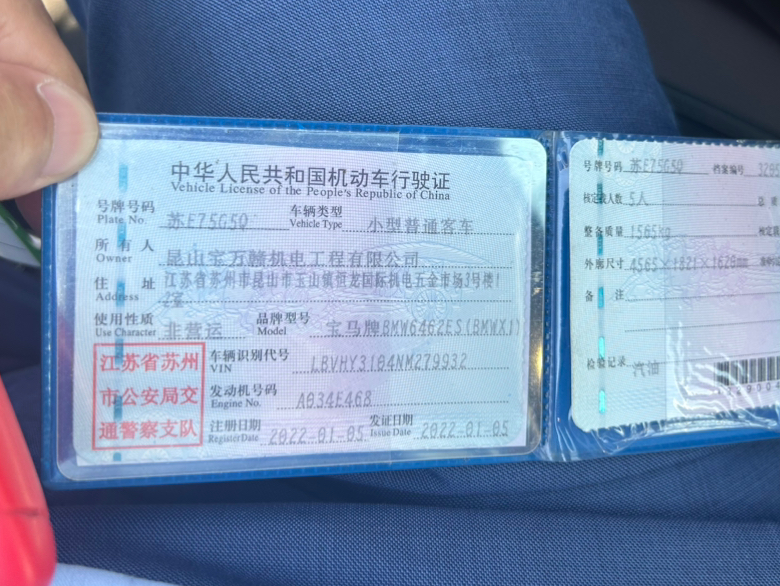 中华人民共和国机动车行驶证
Vehicle License of the People's Republic of China
号牌号码 Plate No. 苏E75G5Q 车辆类型 Vehicle Type 小型普通客车
所有人 Owner 昆山宝万赣机电工程有限公司
住址 Address 江苏省苏州市昆山市玉山镇恒龙国际机电五金市场3号楼1
2室
使用性质 Use Character 非营运 品牌型号 Model 宝马牌BMW6462ES(BMWX1)
江苏省苏州
市公安局交
通警察支队
车辆识别代号 VIN LBVHY3104NM279932
发动机号码 Engine No. A034E468
注册日期 Register Date 2022-01-05 发证日期 Issue Date 2022-01-05
号牌号码 苏E75G5Q 档案编号 3205
核定载人数 5人
整备质量 1565kg
外廓尺寸 4565×1821×1620mm
备注
检验记录 汽油